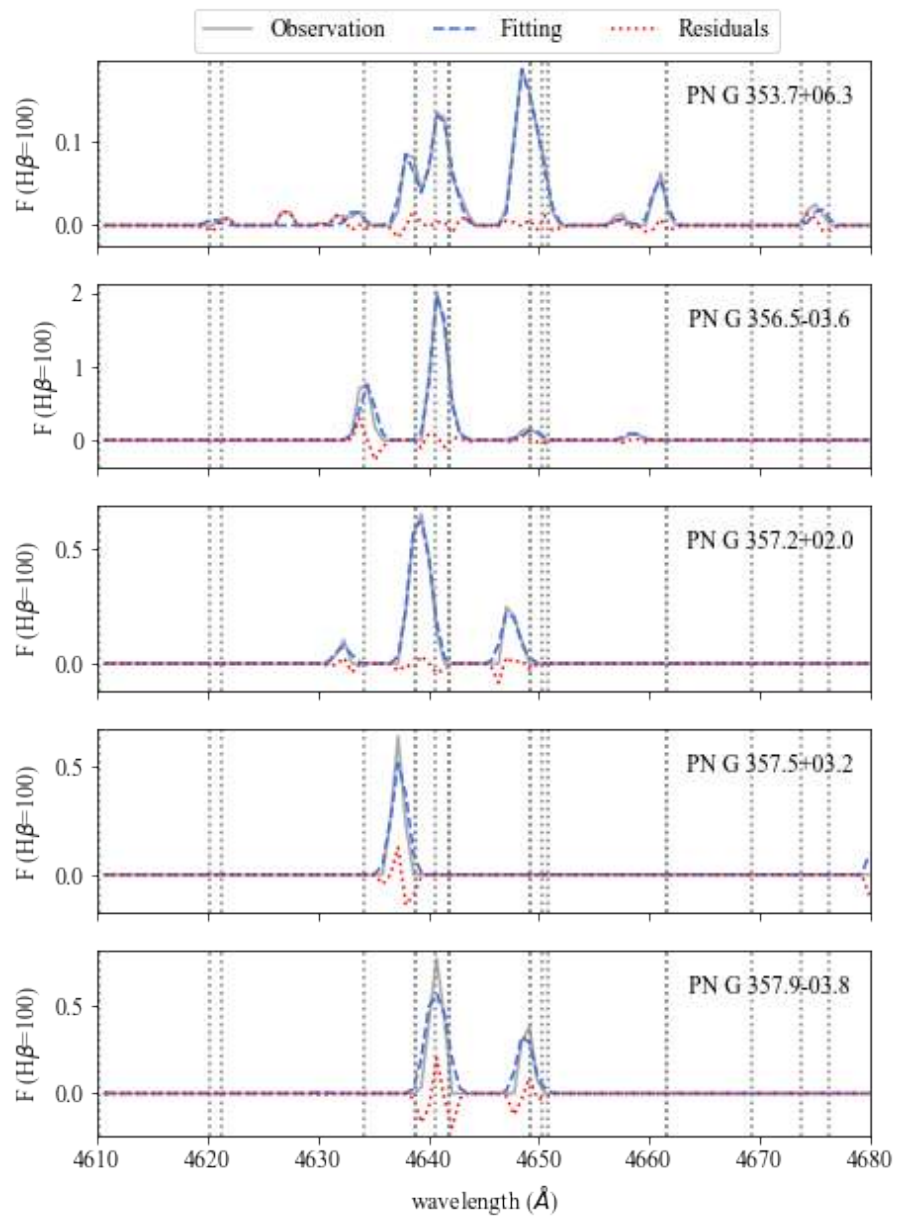 Observation Fitting Residuals
F (Hβ=100)
0.1
0.0
PN G 353.7+06.3
F (Hβ=100)
2
1
0
PN G 356.5-03.6
F (Hβ=100)
0.5
0.0
PN G 357.2+02.0
F (Hβ=100)
0.5
0.0
PN G 357.5+03.2
F (Hβ=100)
0.5
0.0
PN G 357.9-03.8
4610 4620 4630 4640 4650 4660 4670 4680
wavelength (Å)